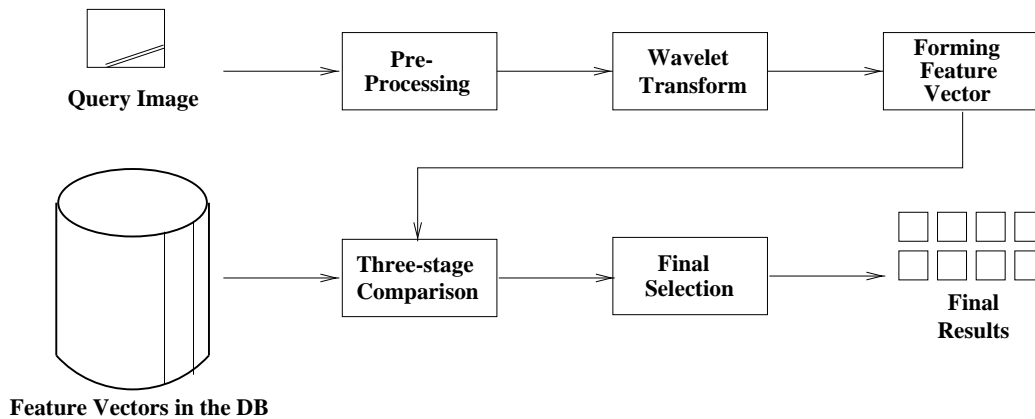 Query Image
Pre-
Processing
Wavelet
Transform
Forming
Feature
Vector
Feature Vectors in the DB
Three-stage
Comparison
Final
Selection
Final
Results